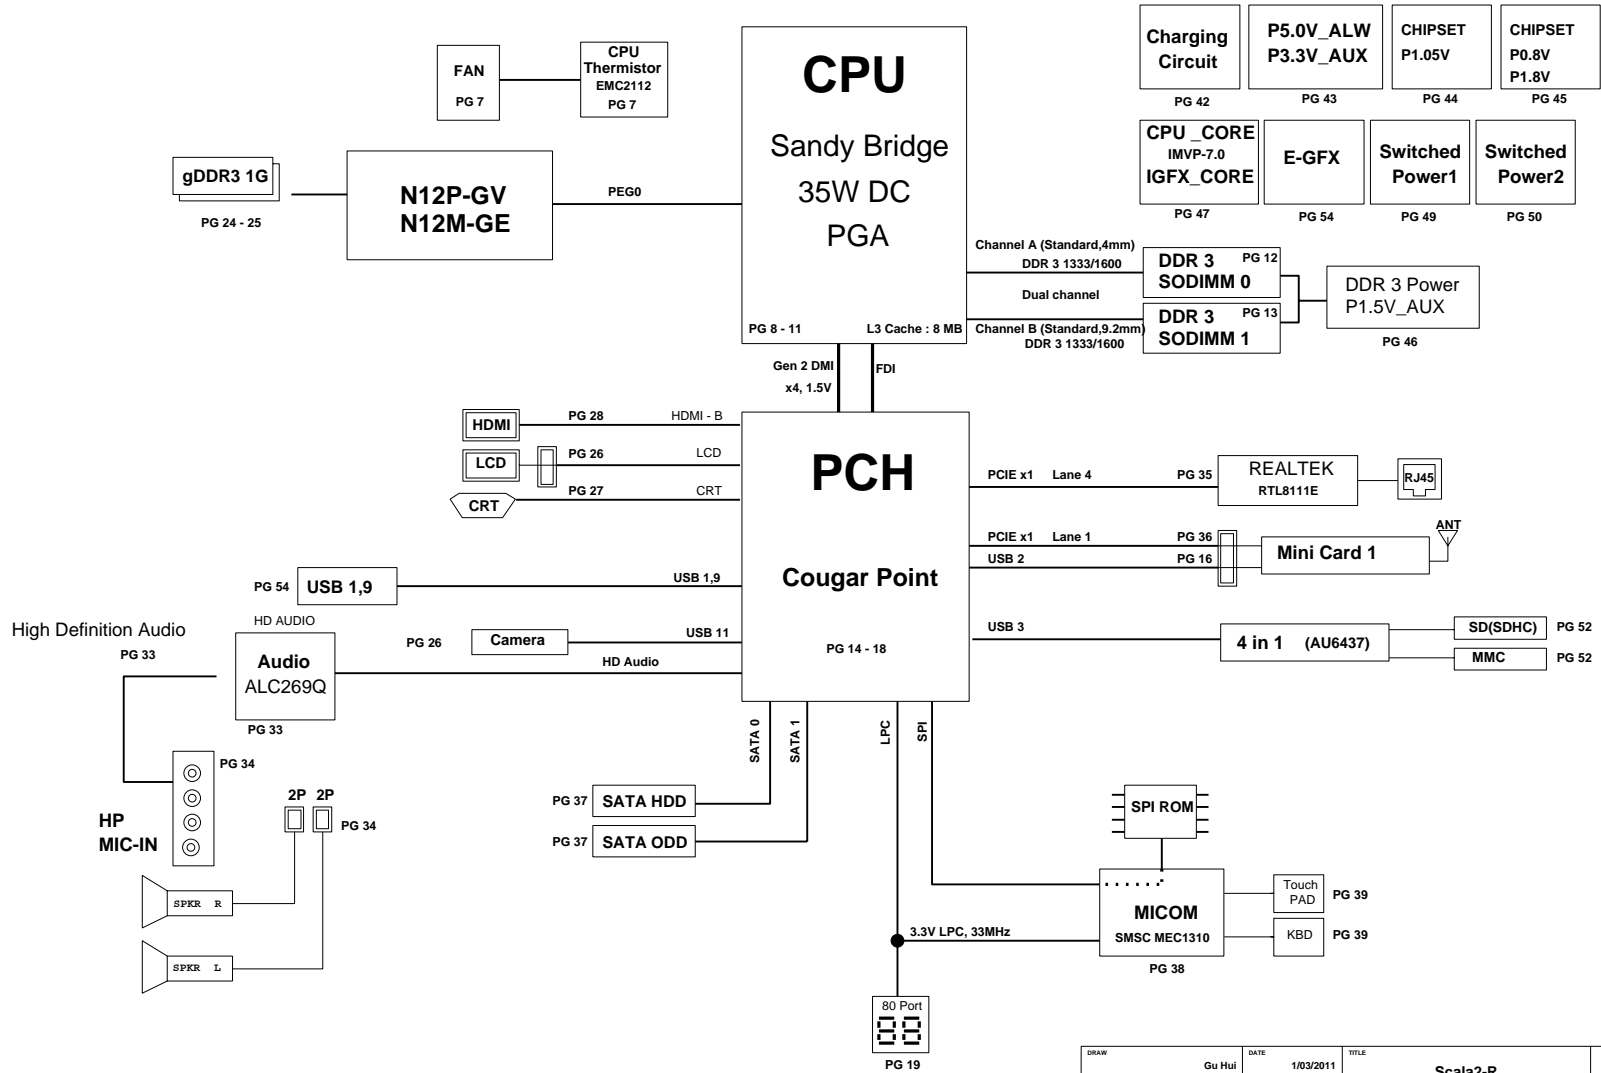 Charging
Circuit
PG 42
P5.0V_ALW
P3.3V_AUX
PG 43
CHIPSET
P1.05V
PG 44
CHIPSET
P0.8V
P1.8V
PG 45
CPU _CORE
IMVP-7.0
IGFX_CORE
PG 47
E-GFX
PG 54
Switched
Power1
PG 49
Switched
Power2
PG 50
FAN
PG 7
CPU
Thermistor
EMC2112
PG 7
CPU
Sandy Bridge
35W DC
PGA
PG 8 - 11
L3 Cache : 8 MB
gDDR3 1G
PG 24 - 25
N12P-GV
N12M-GE
PEG0
Channel A (Standard,4mm)
DDR 3 1333/1600
Dual channel
Channel B (Standard,9.2mm)
DDR 3 1333/1600
DDR 3
PG 12
SODIMM 0
DDR 3
PG 13
SODIMM 1
DDR 3 Power
P1.5V_AUX
PG 46
Gen 2 DMI
x4, 1.5V
FDI
HDMI
PG 28
HDMI - B
LCD
PG 26
LCD
CRT
PG 27
CRT
PCH
Cougar Point
PG 14 - 18
PCIE x1
Lane 4
PG 35
REALTEK
RTL8111E
RJ45
PCIE x1
Lane 1
PG 36
USB 2
PG 16
Mini Card 1
ANT
PG 54
USB 1,9
USB 1,9
USB 3
4 in 1
(AU6437)
SD(SDHC)
PG 52
MMC
PG 52
High Definition Audio
PG 33
HD AUDIO
Audio
ALC269Q
PG 33
PG 26
Camera
USB 11
HD Audio
SATA 0
SATA 1
LPC
SPI
PG 34
HP
MIC-IN
2P
2P
PG 34
SPKR R
SPKR L
PG 37
SATA HDD
PG 37
SATA ODD
SPI ROM
MICOM
SMSC MEC1310
PG 38
Touch
PAD
PG 39
KBD
PG 39
3.3V LPC, 33MHz
80 Port
88
PG 19
DRAW
Gu Hui
DATE
1/03/2011
TITLE
Scala2-R